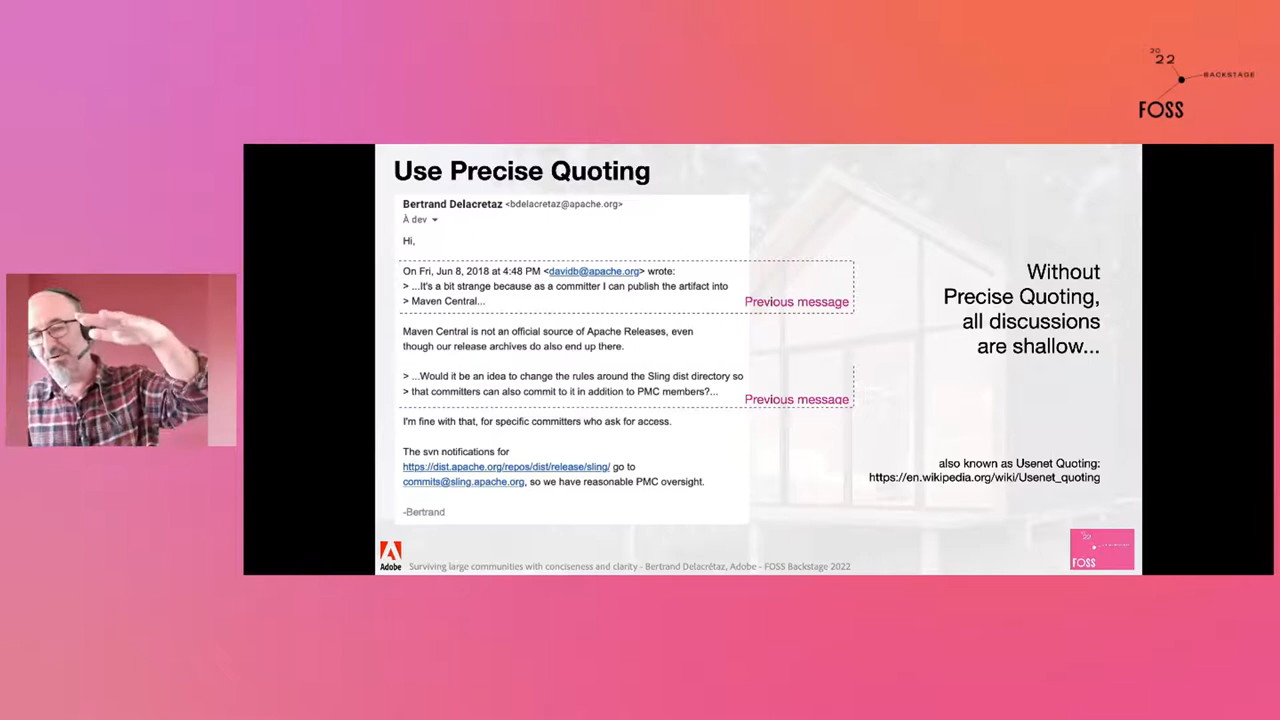 20
22
BACKSTAGE
FOSS
Use Precise Quoting
Bertrand Delacretaz <bdelacretaz@apache.org>
À dev
Hi,
On Fri, Jun 8, 2018 at 4:48 PM <davidb@apache.org> wrote:
> ...It's a bit strange because as a committer I can publish the artifact into
> Maven Central...
Previous message
Maven Central is not an official source of Apache Releases, even
though our release archives do also end up there.
> ...Would it be an idea to change the rules around the Sling dist directory so
> that committers can also commit to it in addition to PMC members?...
Previous message
I'm fine with that, for specific committers who ask for access.
The svn notifications for
https://dist.apache.org/repos/dist/release/sling/ go to
commits@sling.apache.org, so we have reasonable PMC oversight.
-Bertrand
Without
Precise Quoting,
all discussions
are shallow...
also known as Usenet Quoting:
https://en.wikipedia.org/wiki/Usenet_quoting
Adobe
Surviving large communities with conciseness and clarity - Bertrand Delacrétaz, Adobe - FOSS Backstage 2022
22
FOSS